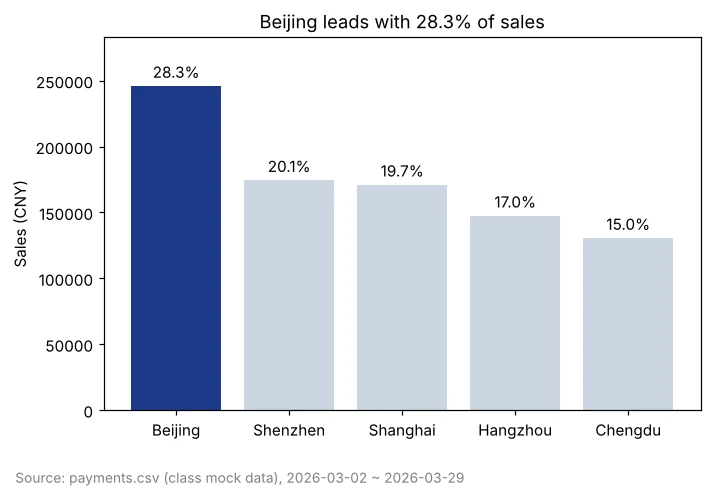 Beijing leads with 28.3% of sales
Sales (CNY)
250000
200000
150000
100000
50000
0
28.3%
20.1%
19.7%
17.0%
15.0%
Beijing
Shenzhen
Shanghai
Hangzhou
Chengdu
Source: payments.csv (class mock data), 2026-03-02 ~ 2026-03-29